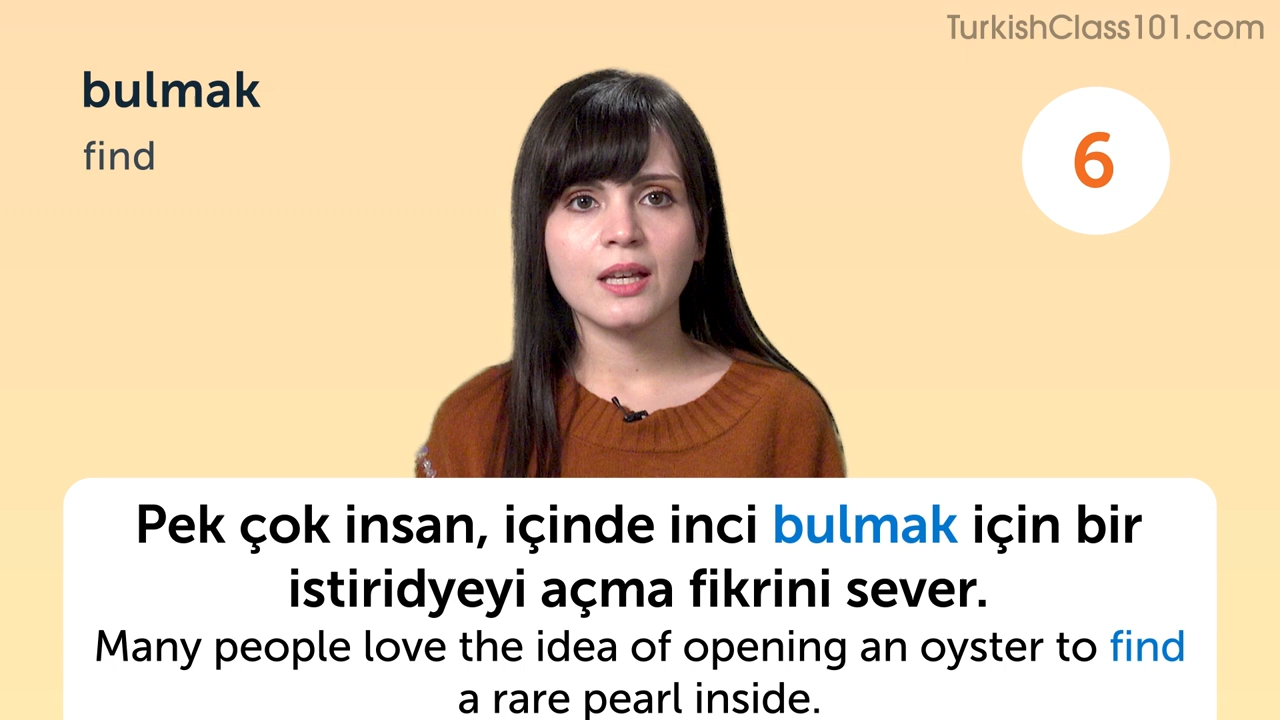 TurkishClass101.com
bulmak
find
6
Pek çok insan, içinde inci bulmak için bir
istiridyeyi açma fikrini sever.
Many people love the idea of opening an oyster to find
a rare pearl inside.